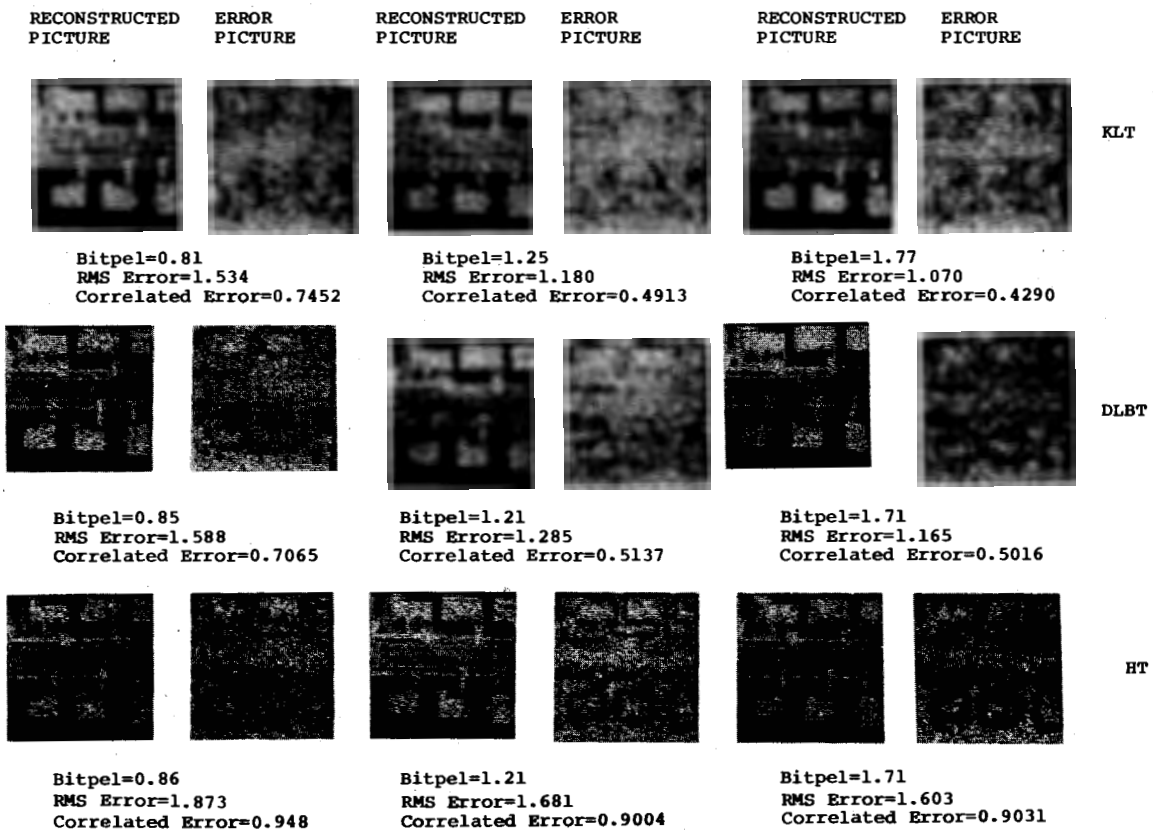 RECONSTRUCTED PICTURE
ERROR PICTURE
RECONSTRUCTED PICTURE
ERROR PICTURE
RECONSTRUCTED PICTURE
ERROR PICTURE
KLT
Bitpel=0.81
RMS Error=1.534
Correlated Error=0.7452
Bitpel=1.25
RMS Error=1.180
Correlated Error=0.4913
Bitpel=1.77
RMS Error=1.070
Correlated Error=0.4290
DLBT
Bitpel=0.85
RMS Error=1.588
Correlated Error=0.7065
Bitpel=1.21
RMS Error=1.285
Correlated Error=0.5137
Bitpel=1.71
RMS Error=1.165
Correlated Error=0.5016
HT
Bitpel=0.86
RMS Error=1.873
Correlated Error=0.948
Bitpel=1.21
RMS Error=1.681
Correlated Error=0.9004
Bitpel=1.71
RMS Error=1.603
Correlated Error=0.9031